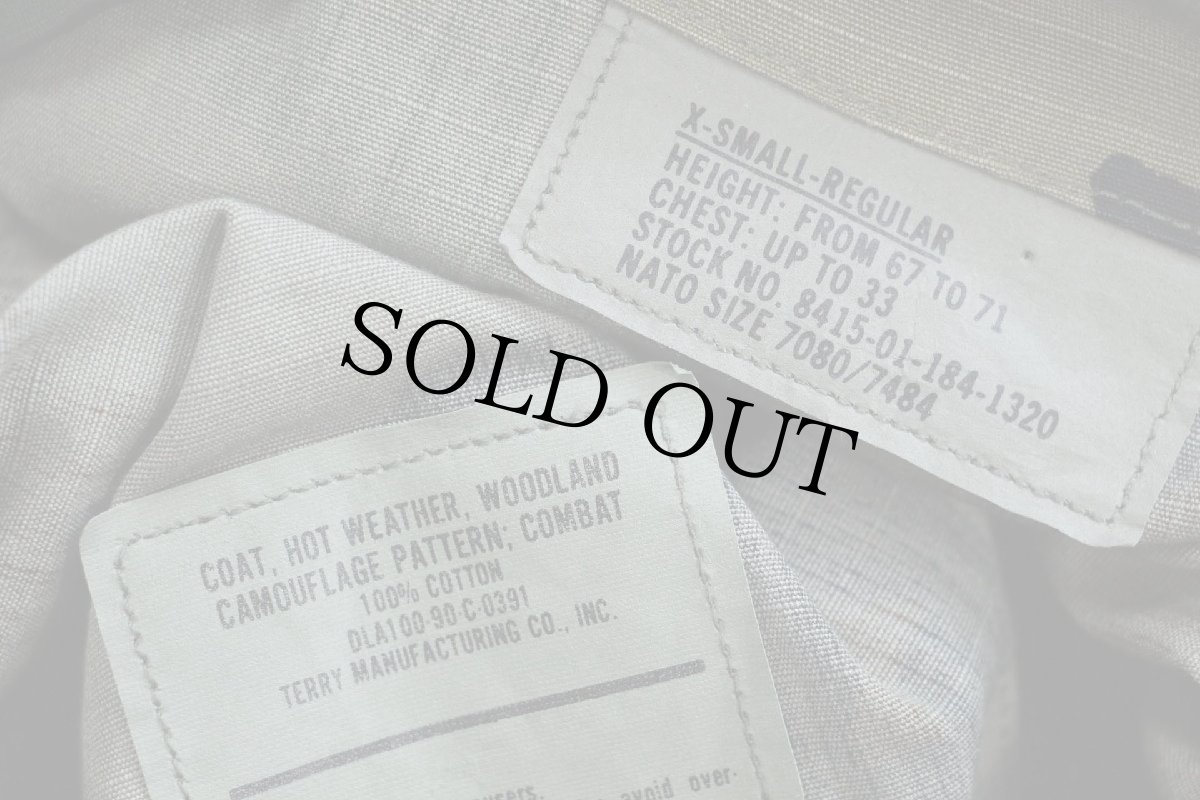 X-SMALL-REGULAR
HEIGHT: FROM 67 TO 71
CHEST: UP TO 33
STOCK NO. 8415-01-184-1320
NATO SIZE 7080/7484
SOLD OUT
COAT, HOT WEATHER, WOODLAND
CAMOUFLAGE PATTERN; COMBAT
100% COTTON
DLA100-90-C-0391
TERRY MANUFACTURING CO., INC.
avoid over-